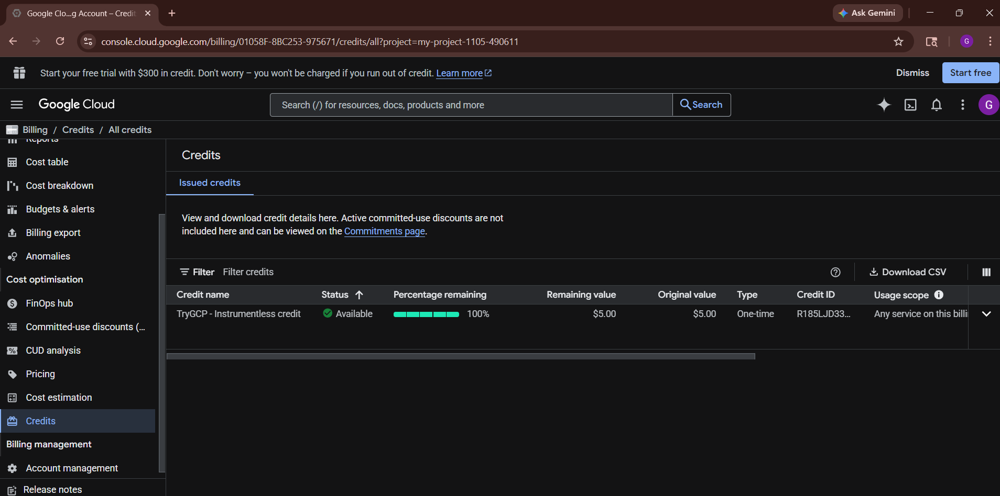 Google Clo...g Account – Credit
Ask Gemini
console.cloud.google.com/billing/01058F-8BC253-975671/credits/all?project=my-project-1105-490611
G
Start your free trial with $300 in credit. Don't worry – you won't be charged if you run out of credit. Learn more
Dismiss
Start free
Google Cloud
Search (/) for resources, docs, products and more
Search
G
Billing / Credits / All credits
Reports
Cost table
Cost breakdown
Budgets & alerts
Billing export
Anomalies
Cost optimisation
FinOps hub
Committed-use discounts (...
CUD analysis
Pricing
Cost estimation
Credits
Billing management
Account management
Release notes
Credits
Issued credits
View and download credit details here. Active committed-use discounts are not
included here and can be viewed on the Commitments page.
Filter Filter credits
Download CSV
Credit name Status Percentage remaining Remaining value Original value Type Credit ID Usage scope
TryGCP - Instrumentless credit Available 100% $5.00 $5.00 One-time R185LJD33... Any service on this billi